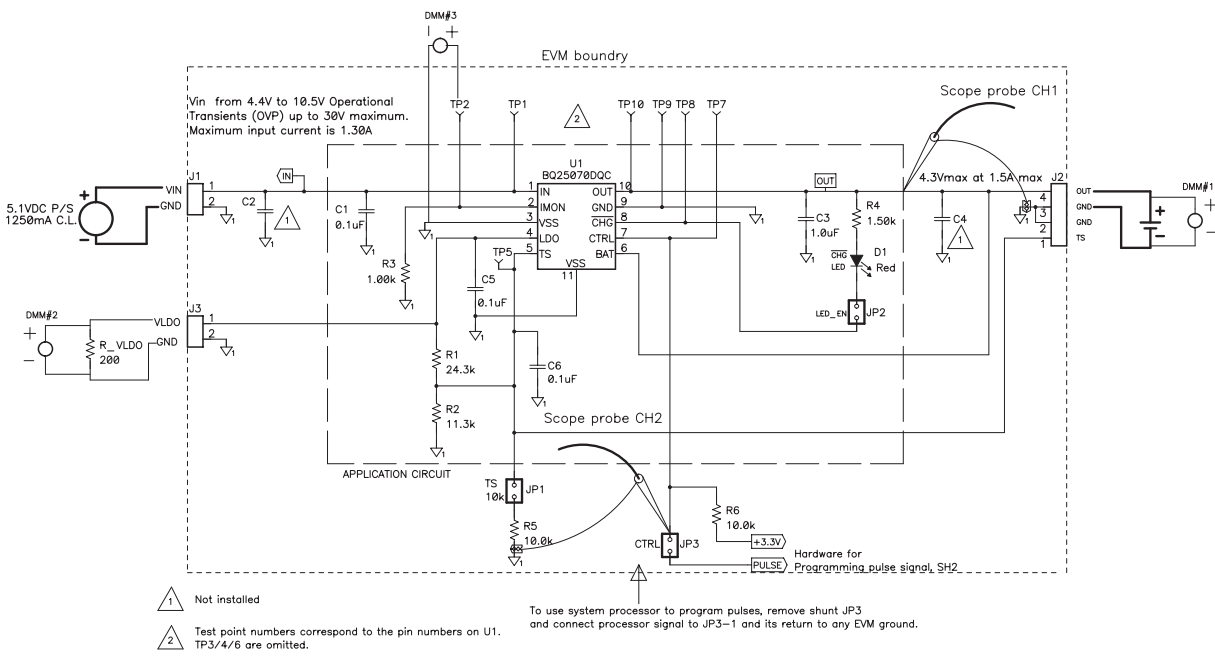 DMM#3
− +
EVM boundry
Scope probe CH1
Vin from 4.4V to 10.5V Operational
Transients (OVP) up to 30V maximum.
Maximum input current is 1.30A
TP2
TP1
2
TP10
TP9
TP8
TP7
J1
VIN
GND
1
2
5.1VDC P/S
1250mA C.L.
+
−
IN
C2
1
C1
0.1uF
U1
BQ25070DQC
1 IN
2 IMON
3 VSS
4 LDO
5 TS
OUT 10
GND 9
CHG 8
CTRL 7
BAT 6
VSS
11
OUT
4.3Vmax at 1.5A max
J2
OUT
GND
GND
TS
4
3
2
1
DMM#1
+
−
+
−
C3
1.0uF
R4
1.50k
C4
1
CHG
LED
D1
Red
LED_EN
JP2
R3
1.00k
TP5
C5
0.1uF
C6
0.1uF
DMM#2
+
−
R_VLDO
200
J3
VLDO
GND
1
2
R1
24.3k
R2
11.3k
Scope probe CH2
APPLICATION CIRCUIT
TS
10k
JP1
R5
10.0k
R6
10.0k
+3.3V
CTRL
JP3
PULSE
Hardware for
Programming pulse signal, SH2
1 Not installed
2 Test point numbers correspond to the pin numbers on U1.
TP3/4/6 are omitted.
To use system processor to program pulses, remove shunt JP3
and connect processor signal to JP3−1 and its return to any EVM ground.